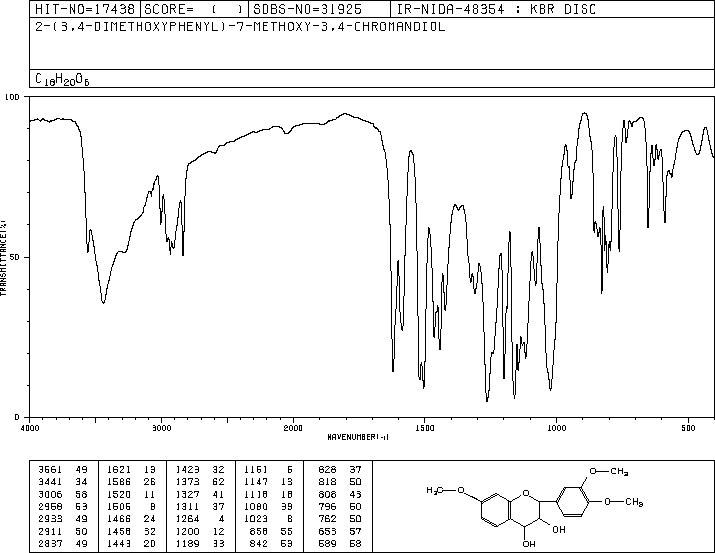 HIT-NO=17438 SCORE= ( ) SDBS-NO=31925 IR-NIDA-48354 : KBR DISC
2-(3,4-DIMETHOXYPHENYL)-7-METHOXY-3,4-CHROMANDIOL
C18H20O6
100
50
0
TRANSMITTANCE(%)
4000 3000 2000 1500 1000 500
WAVENUMBER(-1)
3561 49 1621 13 1423 32 1161 5 828 37
3441 34 1586 26 1373 62 1147 13 818 50
3006 58 1520 11 1327 41 1118 18 808 43
2958 53 1506 8 1311 37 1080 39 796 50
2933 49 1466 24 1264 4 1023 8 762 50
2911 50 1458 32 1200 12 858 55 653 57
2837 49 1443 20 1189 33 842 53 589 58
O-CH3
H3C-O O O-CH3
OH
OH